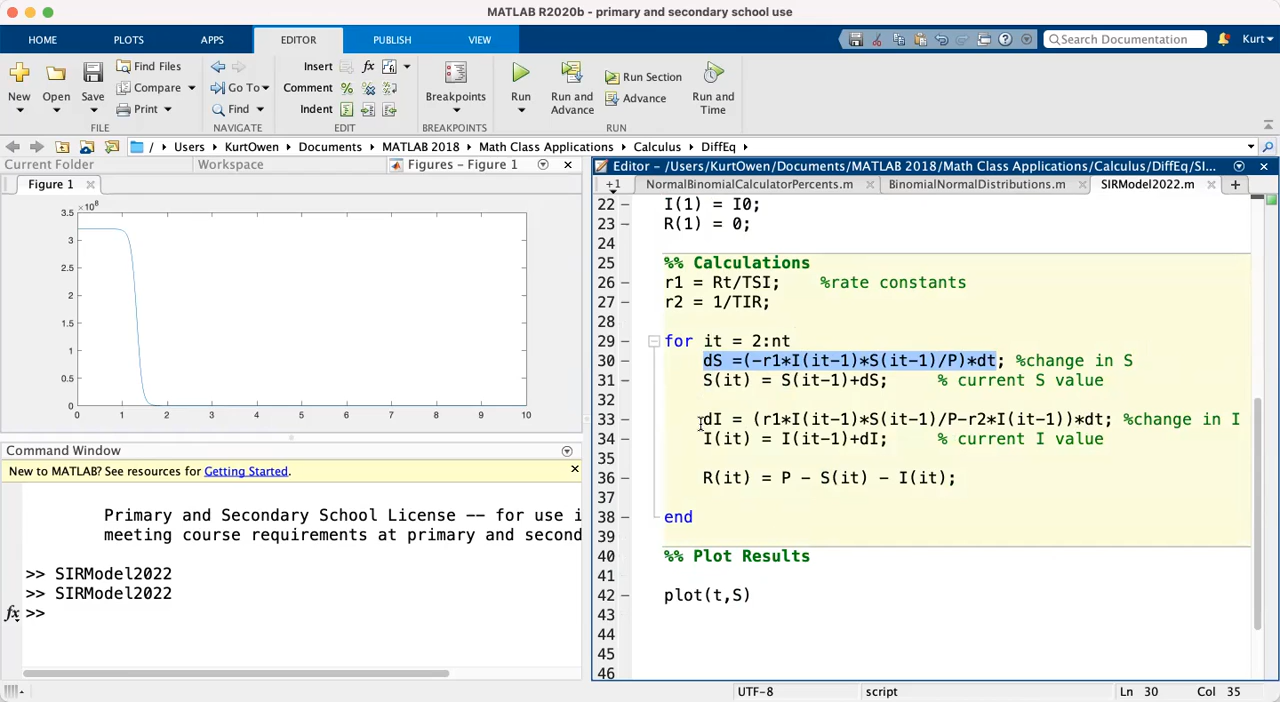 MATLAB R2020b - primary and secondary school use
HOME PLOTS APPS EDITOR PUBLISH VIEW Search Documentation Kurt
New Open Save Find Files Compare Print Go To Find Insert fx Comment % Indent Breakpoints Run Run and Advance Run Section Advance Run and Time
FILE NAVIGATE EDIT BREAKPOINTS RUN
/ Users KurtOwen Documents MATLAB 2018 Math Class Applications Calculus DiffEq
Current Folder Workspace Figures - Figure 1
Figure 1
×10^8
3.5
3
2.5
2
1.5
1
0.5
0
0 1 2 3 4 5 6 7 8 9 10
Command Window
New to MATLAB? See resources for Getting Started.
Primary and Secondary School License -- for use i
meeting course requirements at primary and second
>> SIRModel2022
>> SIRModel2022
fx >>
Editor - /Users/KurtOwen/Documents/MATLAB 2018/Math Class Applications/Calculus/DiffEq/SI...
+1 NormalBinomialCalculatorPercents.m BinomialNormalDistributions.m SIRModel2022.m
22 - I(1) = I0;
23 - R(1) = 0;
24
25 %% Calculations
26 - r1 = Rt/TSI; %rate constants
27 - r2 = 1/TIR;
28
29 - for it = 2:nt
30 - dS =(-r1*I(it-1)*S(it-1)/P)*dt; %change in S
31 - S(it) = S(it-1)+dS; % current S value
32
33 - dI = (r1*I(it-1)*S(it-1)/P-r2*I(it-1))*dt; %change in I
34 - I(it) = I(it-1)+dI; % current I value
35
36 - R(it) = P - S(it) - I(it);
37
38 - end
39
40 %% Plot Results
41
42 - plot(t,S)
43
44
45
46
UTF-8 script Ln 30 Col 35